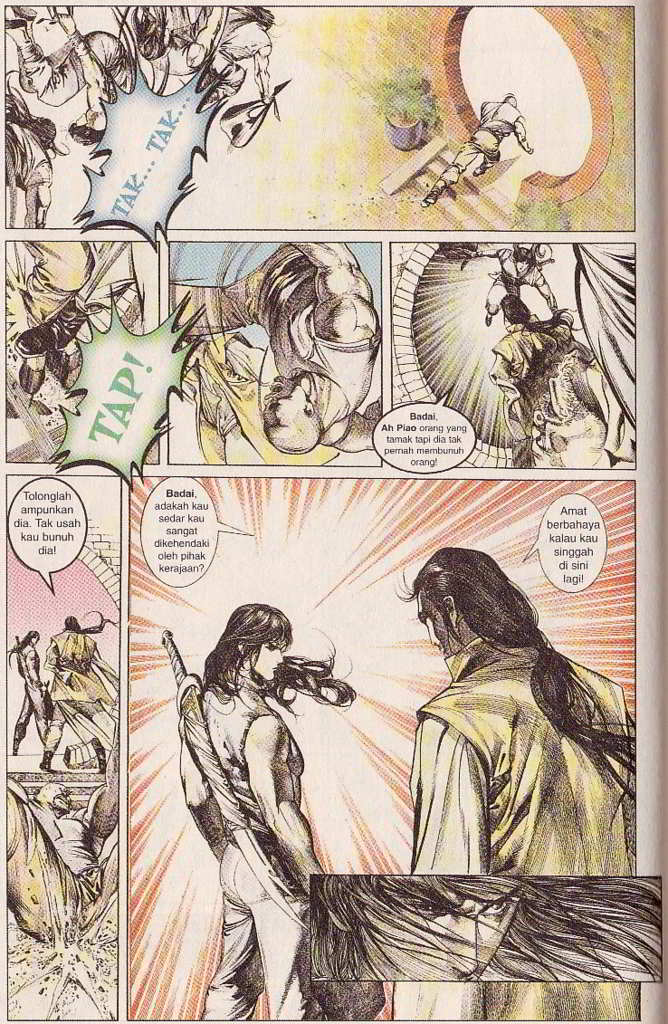 TAK... TAK...
TAP!
Badai,
Ah Piao orang yang
tamak tapi dia tak
pernah membunuh
orang!
Tolonglah
ampunkan
dia. Tak usah
kau bunuh
dia!
Badai,
adakah kau
sedar kau
sangat
dikehendaki
oleh pihak
kerajaan?
Amat
berbahaya
kalau kau
singgah
di sini
lagi!